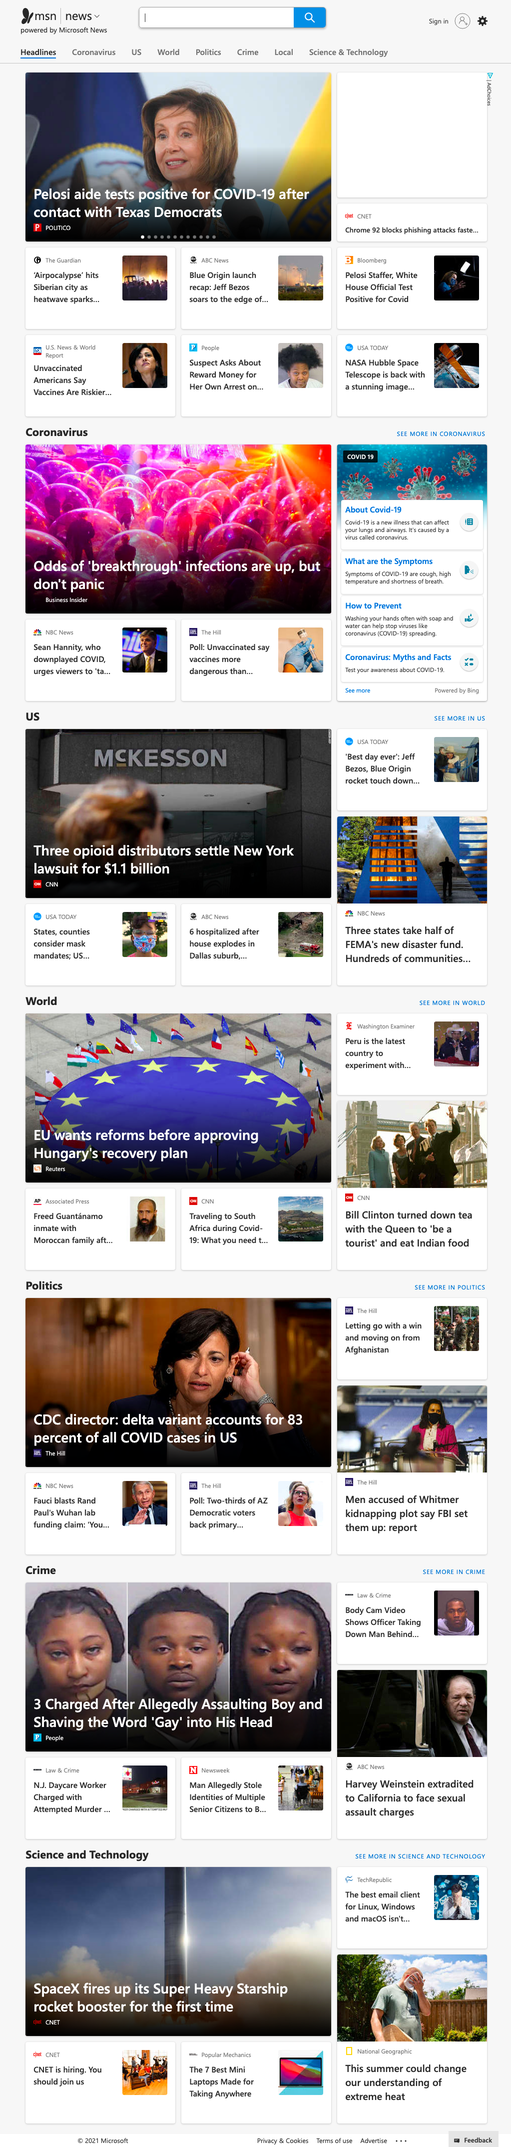 msn | news
powered by Microsoft News
Sign in
Headlines Coronavirus US World Politics Crime Local Science & Technology
Pelosi aide tests positive for COVID-19 after
contact with Texas Democrats
POLITICO
AdChoices
CNET
Chrome 92 blocks phishing attacks faste...
The Guardian
'Airpocalypse' hits
Siberian city as
heatwave sparks...
ABC News
Blue Origin launch
recap: Jeff Bezos
soars to the edge of...
Bloomberg
Pelosi Staffer, White
House Official Test
Positive for Covid
U.S. News & World
Report
Unvaccinated
Americans Say
Vaccines Are Riskier...
People
Suspect Asks About
Reward Money for
Her Own Arrest on...
USA TODAY
NASA Hubble Space
Telescope is back with
a stunning image...
Coronavirus
SEE MORE IN CORONAVIRUS
Odds of 'breakthrough' infections are up, but
don't panic
Business Insider
COVID 19
About Covid-19
Covid-19 is a new illness that can affect
your lungs and airways. It's caused by a
virus called coronavirus.
What are the Symptoms
Symptoms of COVID-19 are cough, high
temperature and shortness of breath.
How to Prevent
Washing your hands often with soap and
water can help stop viruses like
coronavirus (COVID-19) spreading.
Coronavirus: Myths and Facts
Test your awareness about COVID-19.
See more
Powered by Bing
NBC News
Sean Hannity, who
downplayed COVID,
urges viewers to 'ta...
The Hill
Poll: Unvaccinated say
vaccines more
dangerous than...
US
SEE MORE IN US
MCKESSON
Three opioid distributors settle New York
lawsuit for $1.1 billion
CNN
USA TODAY
'Best day ever': Jeff
Bezos, Blue Origin
rocket touch down...
USA TODAY
States, counties
consider mask
mandates; US...
ABC News
6 hospitalized after
house explodes in
Dallas suburb,...
NBC News
Three states take half of
FEMA's new disaster fund.
Hundreds of communities...
World
SEE MORE IN WORLD
EU wants reforms before approving
Hungary's recovery plan
Reuters
Washington Examiner
Peru is the latest
country to
experiment with...
Associated Press
Freed Guantánamo
inmate with
Moroccan family aft...
CNN
Traveling to South
Africa during Covid-
19: What you need t...
CNN
Bill Clinton turned down tea
with the Queen to 'be a
tourist' and eat Indian food
Politics
SEE MORE IN POLITICS
CDC director: delta variant accounts for 83
percent of all COVID cases in US
The Hill
The Hill
Letting go with a win
and moving on from
Afghanistan
NBC News
Fauci blasts Rand
Paul's Wuhan lab
funding claim: 'You...
The Hill
Poll: Two-thirds of AZ
Democratic voters
back primary...
The Hill
Men accused of Whitmer
kidnapping plot say FBI set
them up: report
Crime
SEE MORE IN CRIME
3 Charged After Allegedly Assaulting Boy and
Shaving the Word 'Gay' into His Head
People
Law & Crime
Body Cam Video
Shows Officer Taking
Down Man Behind...
Law & Crime
N.J. Daycare Worker
Charged with
Attempted Murder ...
Newsweek
Man Allegedly Stole
Identities of Multiple
Senior Citizens to B...
ABC News
Harvey Weinstein extradited
to California to face sexual
assault charges
Science and Technology
SEE MORE IN SCIENCE AND TECHNOLOGY
SpaceX fires up its Super Heavy Starship
rocket booster for the first time
CNET
TechRepublic
The best email client
for Linux, Windows
and macOS isn't...
CNET
CNET is hiring. You
should join us
Popular Mechanics
The 7 Best Mini
Laptops Made for
Taking Anywhere
National Geographic
This summer could change
our understanding of
extreme heat
© 2021 Microsoft
Privacy & Cookies Terms of use Advertise ...
Feedback